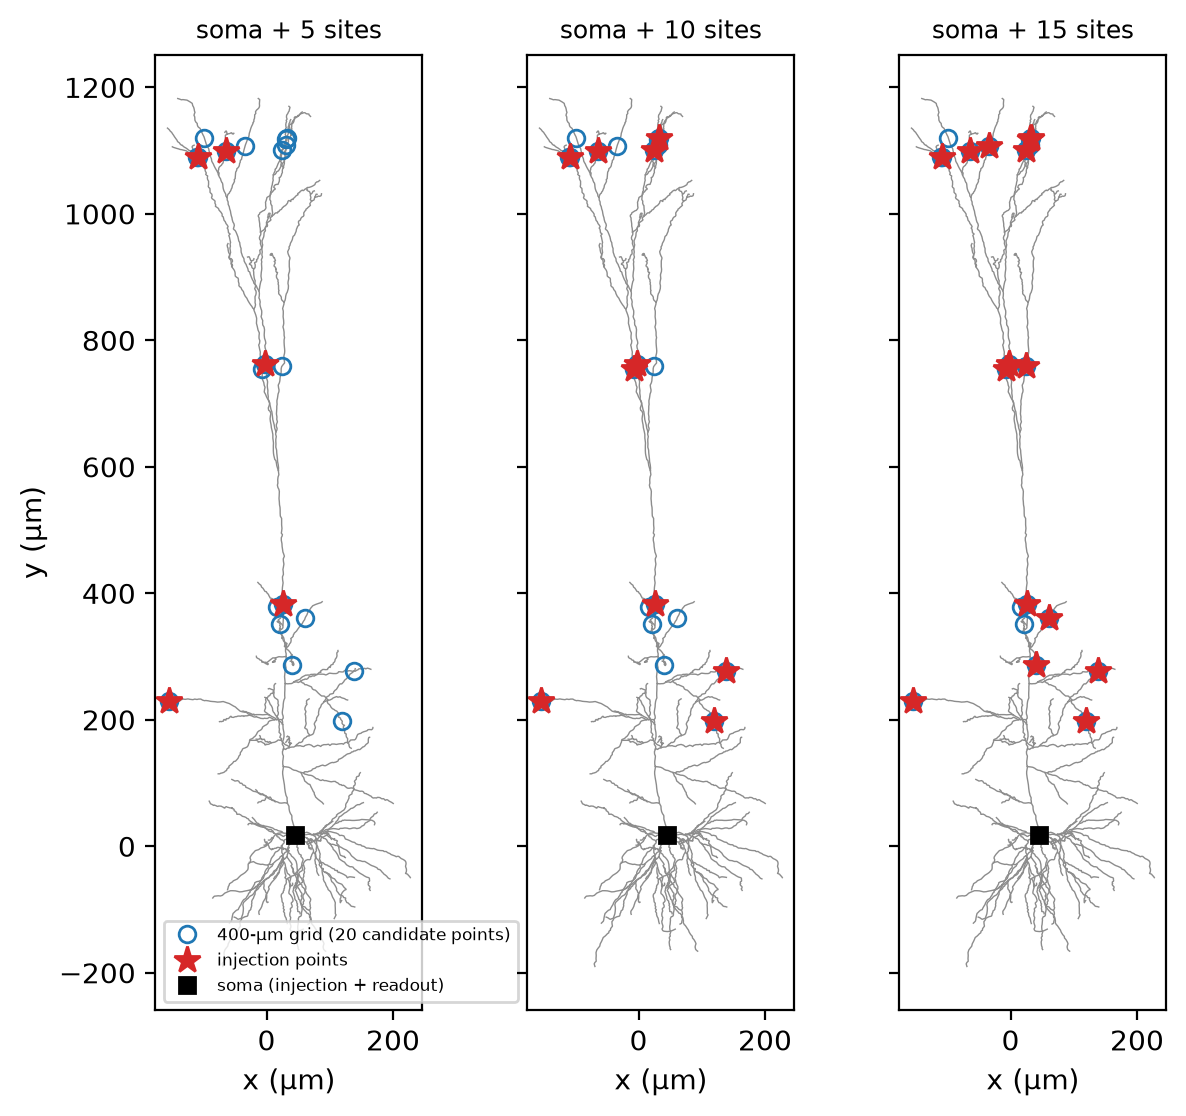 soma + 5 sites
soma + 10 sites
soma + 15 sites
1200
1000
800
600
400
200
0
−200
y (μm)
400-μm grid (20 candidate points)
injection points
soma (injection + readout)
0 200
0 200
0 200
x (μm)
x (μm)
x (μm)